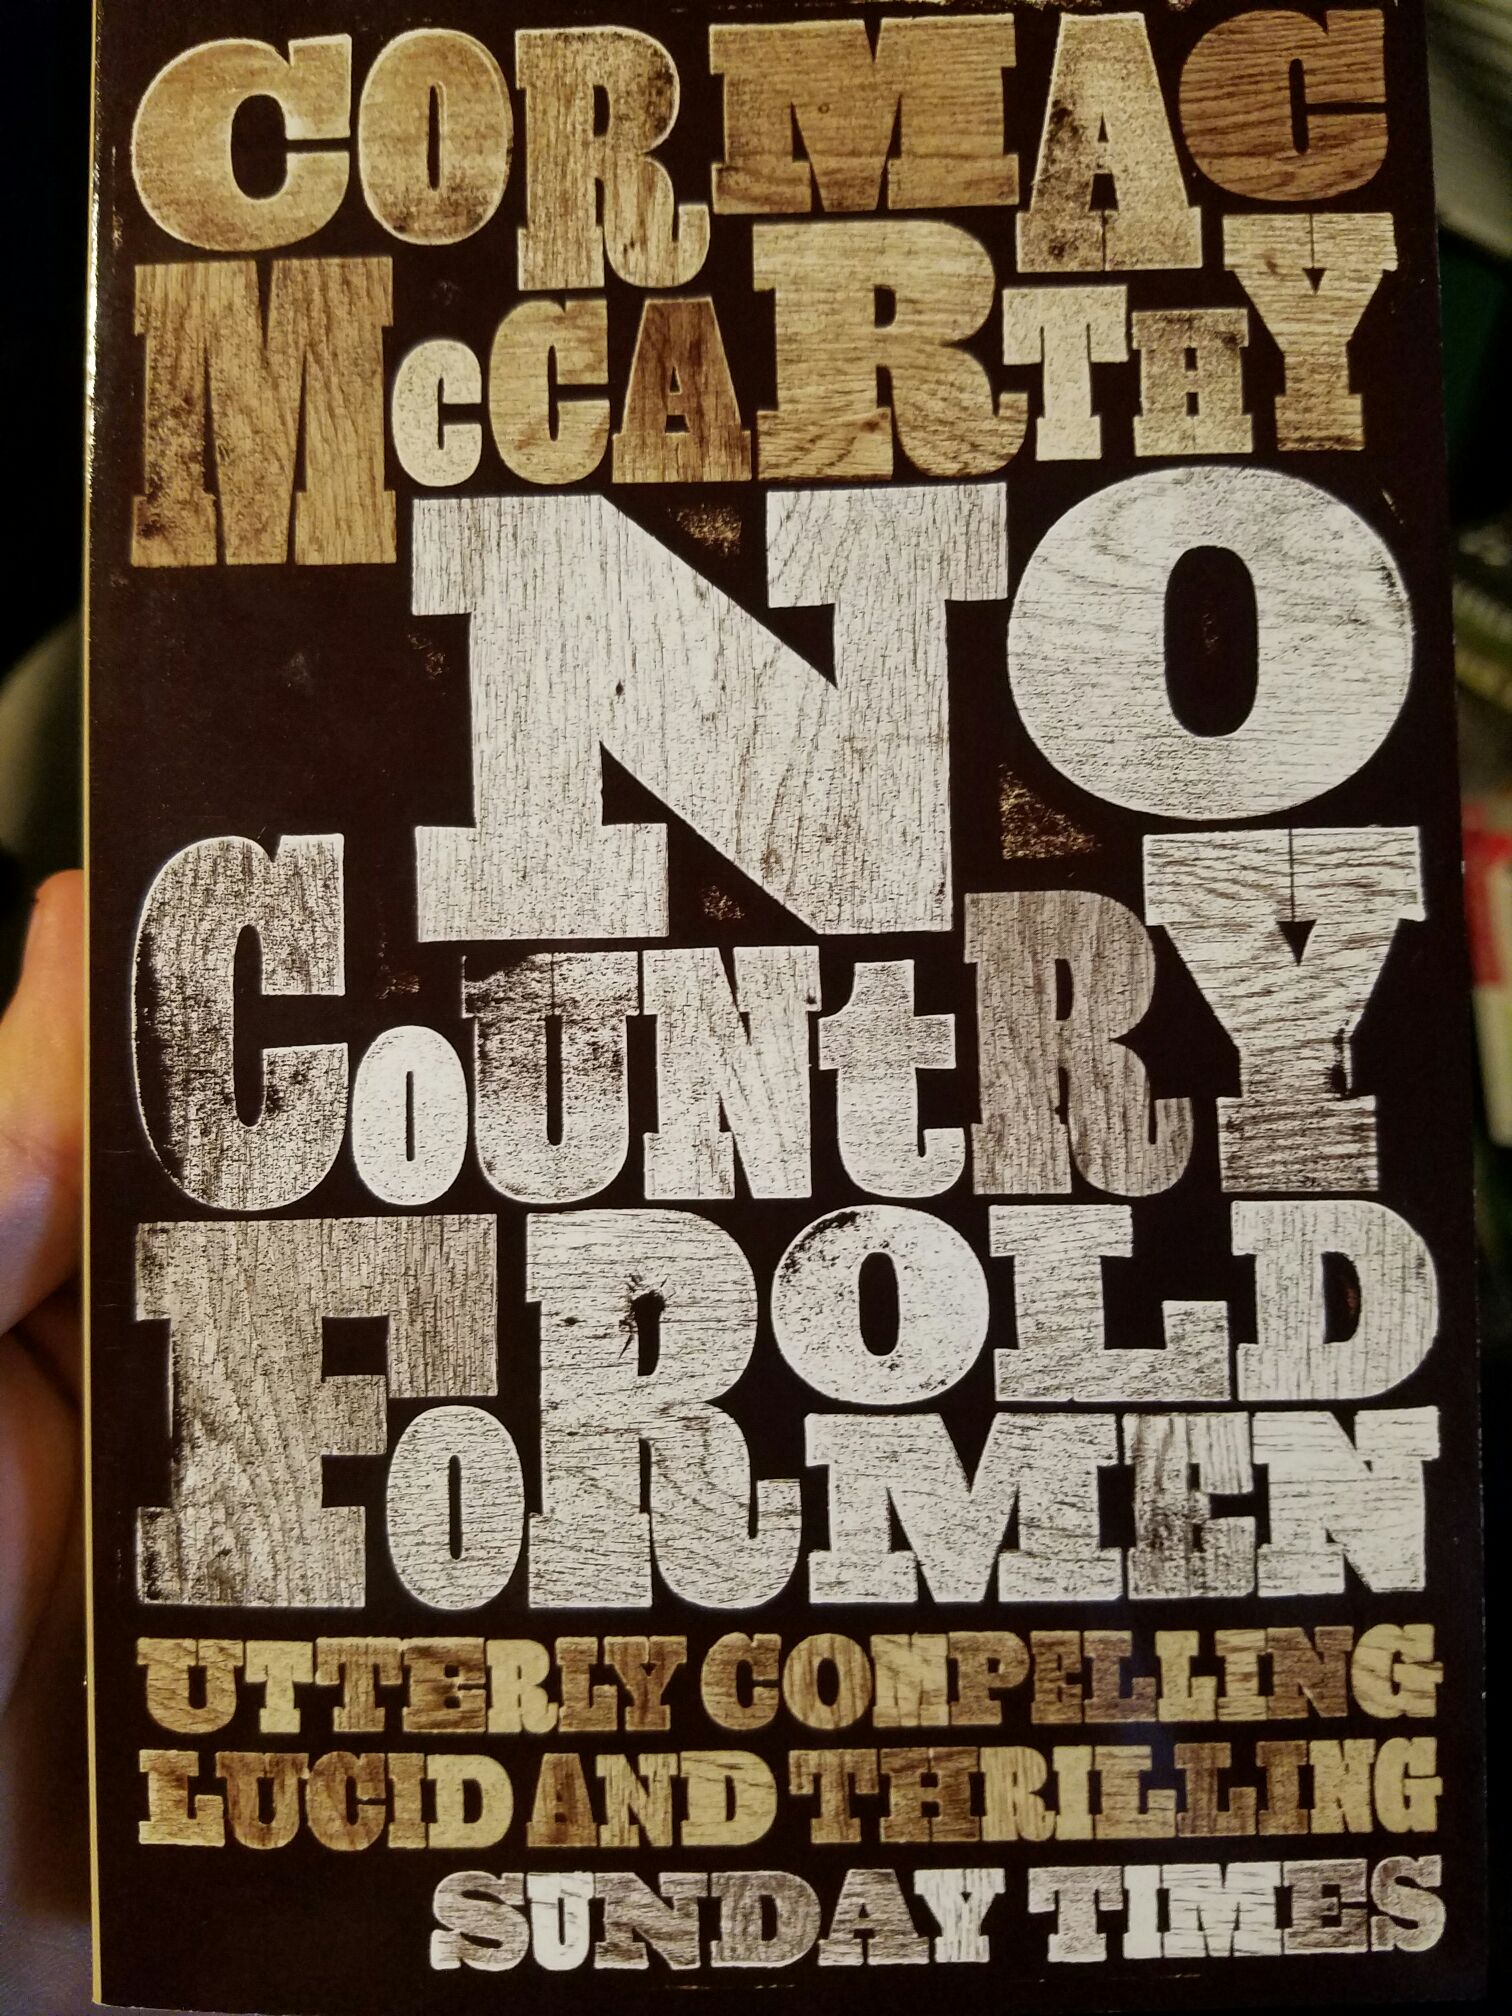 CORMAC
McCARTHY
NO
CoUNtRY
FoR OLD
MEN
UTTERLY COMPELLING
LUCID AND THRILLING
SUNDAY TIMES